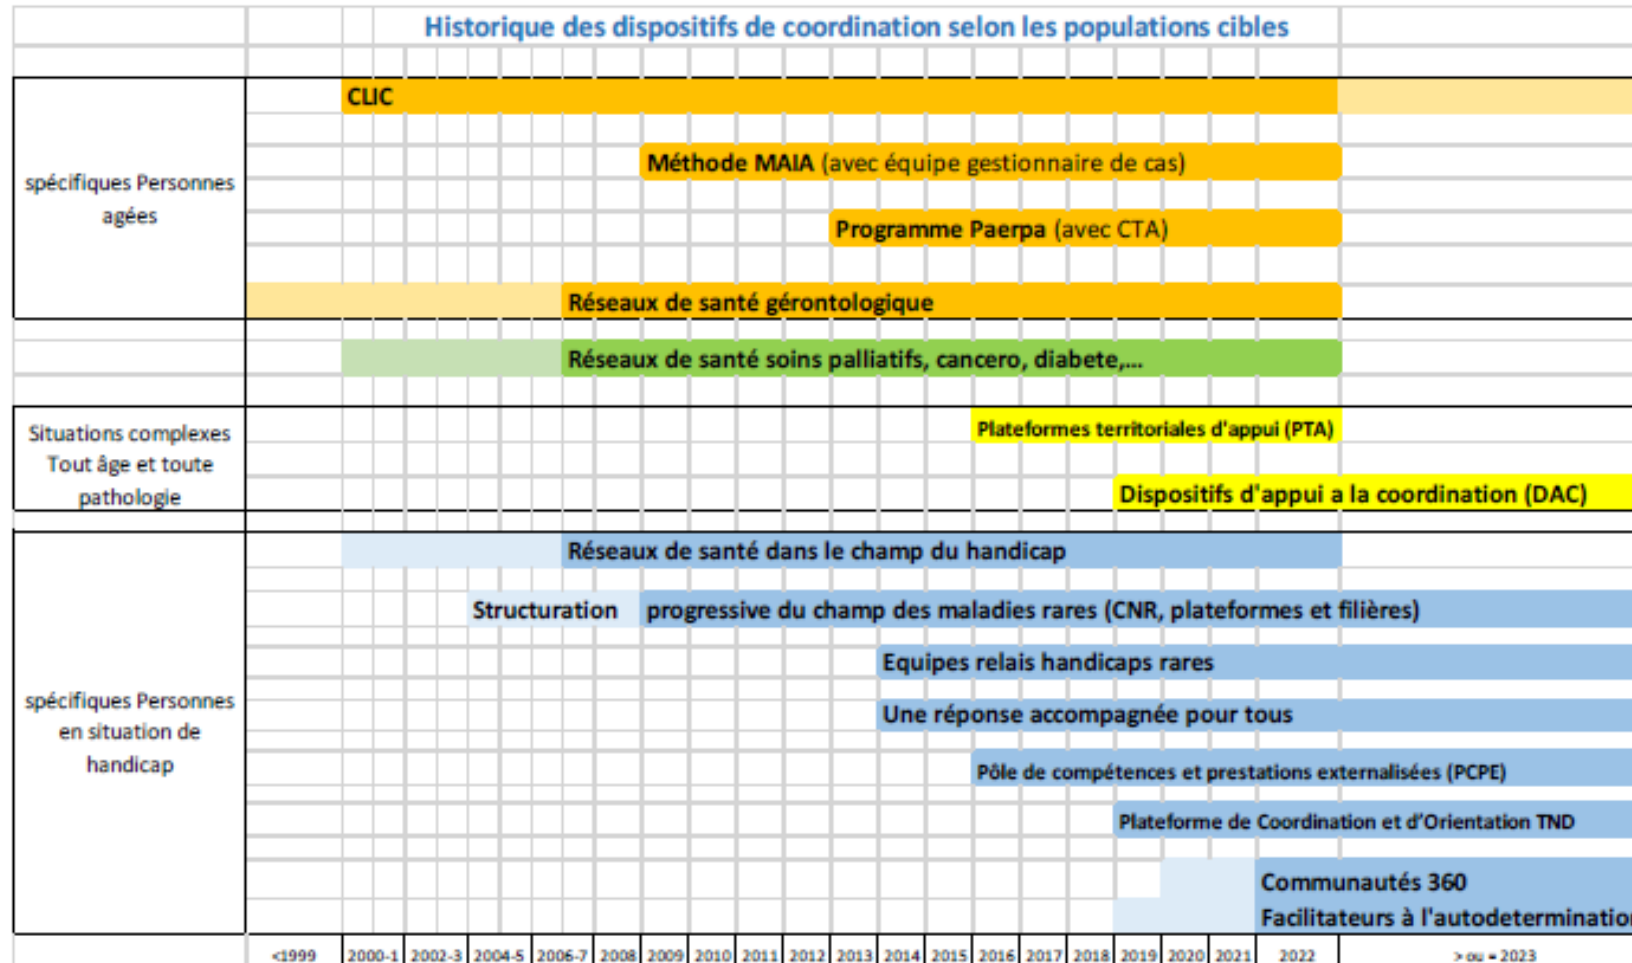 Historique des dispositifs de coordination selon les populations cibles
CLIC
Méthode MAIA (avec équipe gestionnaire de cas)
spécifiques Personnes
agées
Programme Paerpa (avec CTA)
Réseaux de santé gérontologique
Réseaux de santé soins palliatifs, cancero, diabete,...
Situations complexes
Tout âge et toute
pathologie
Plateformes territoriales d'appui (PTA)
Dispositifs d'appui a la coordination (DAC)
Réseaux de santé dans le champ du handicap
Structuration progressive du champ des maladies rares (CNR, plateformes et filières)
Equipes relais handicaps rares
spécifiques Personnes
en situation de
handicap
Une réponse accompagnée pour tous
Pôle de compétences et prestations externalisées (PCPE)
Plateforme de Coordination et d'Orientation TND
Communautés 360
Facilitateurs à l'autodetermination
<1999 2000-1 2002-3 2004-5 2006-7 2008 2009 2010 2011 2012 2013 2014 2015 2016 2017 2018 2019 2020 2021 2022 > ou = 2023